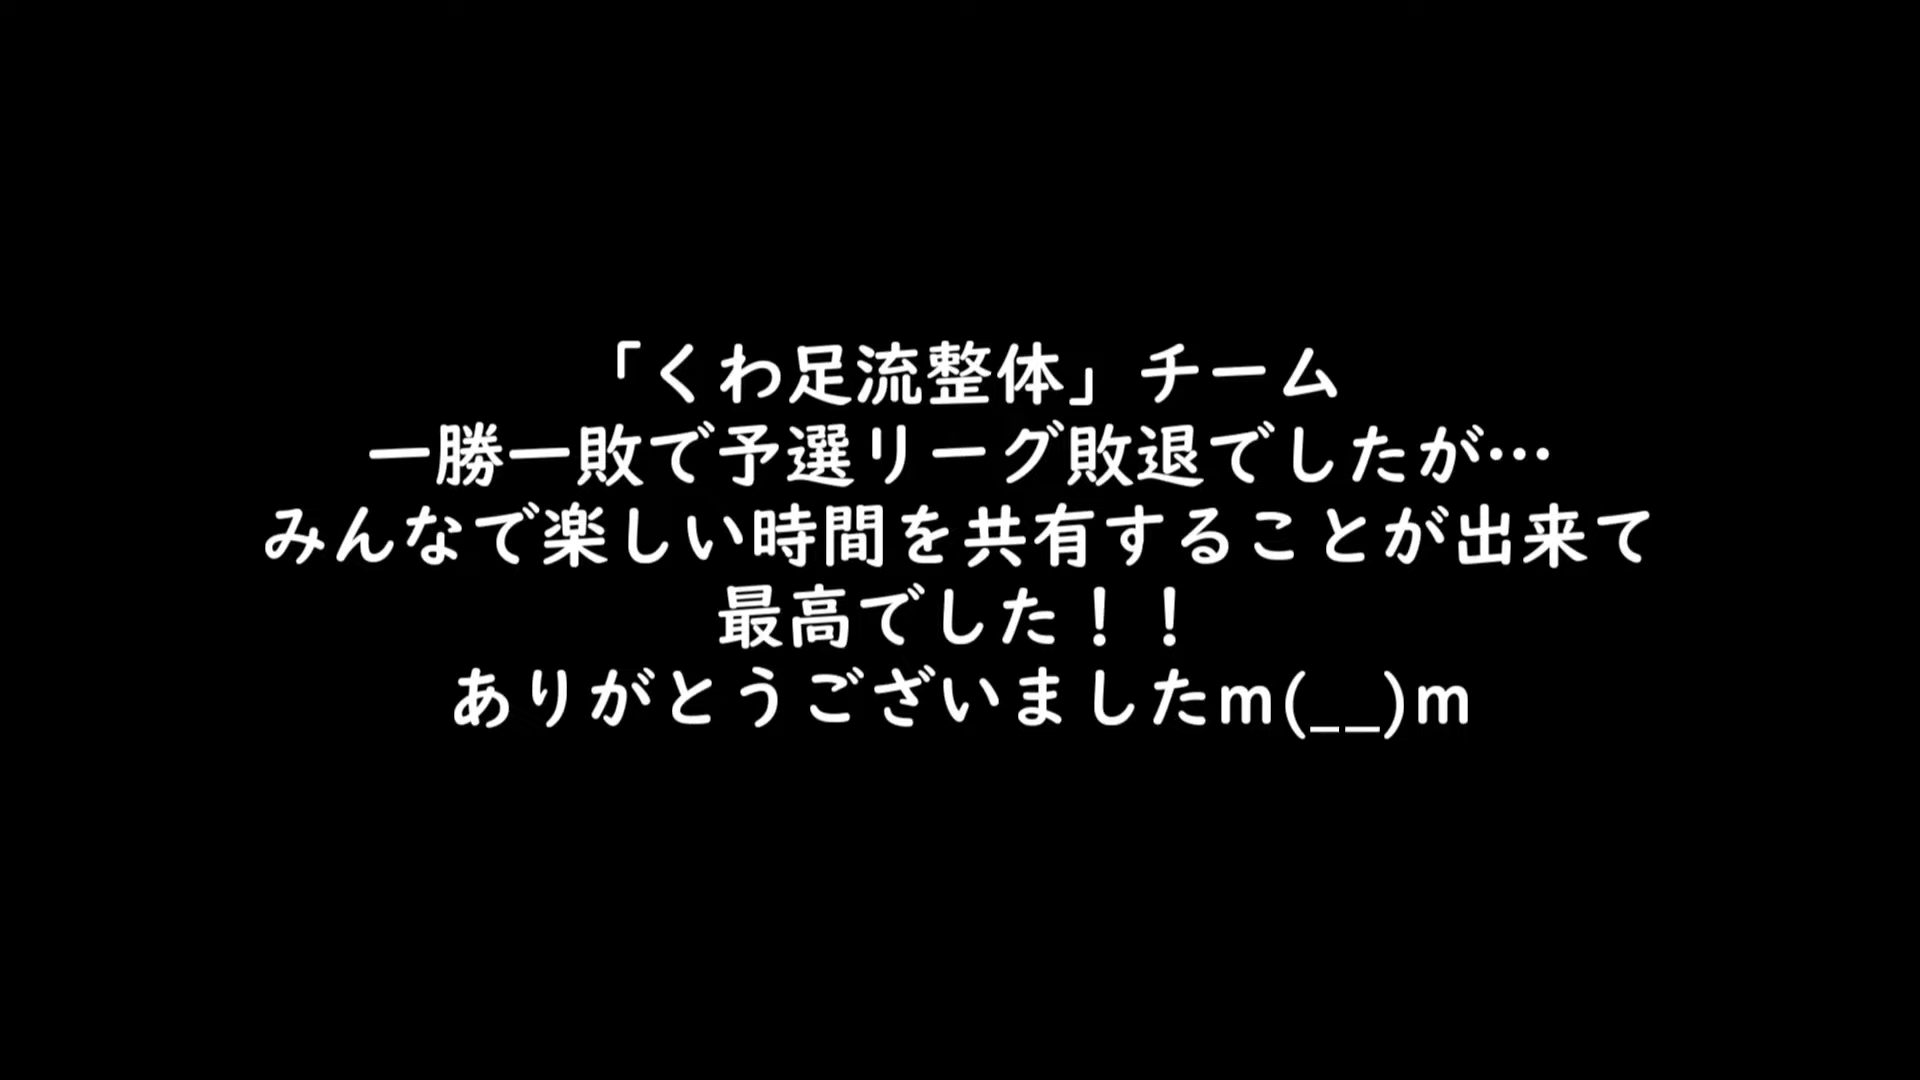 「くわ足流整体」チーム
一勝一敗で予選リーグ敗退でしたが…
みんなで楽しい時間を共有することが出来て
最高でした！！
ありがとうございましたm(__)m